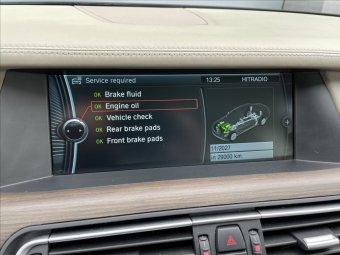 Service required
13:25
HITRADIO
OK Brake fluid
OK Engine oil
OK Vehicle check
OK Rear brake pads
OK Front brake pads
11/2027
in 29000 km.